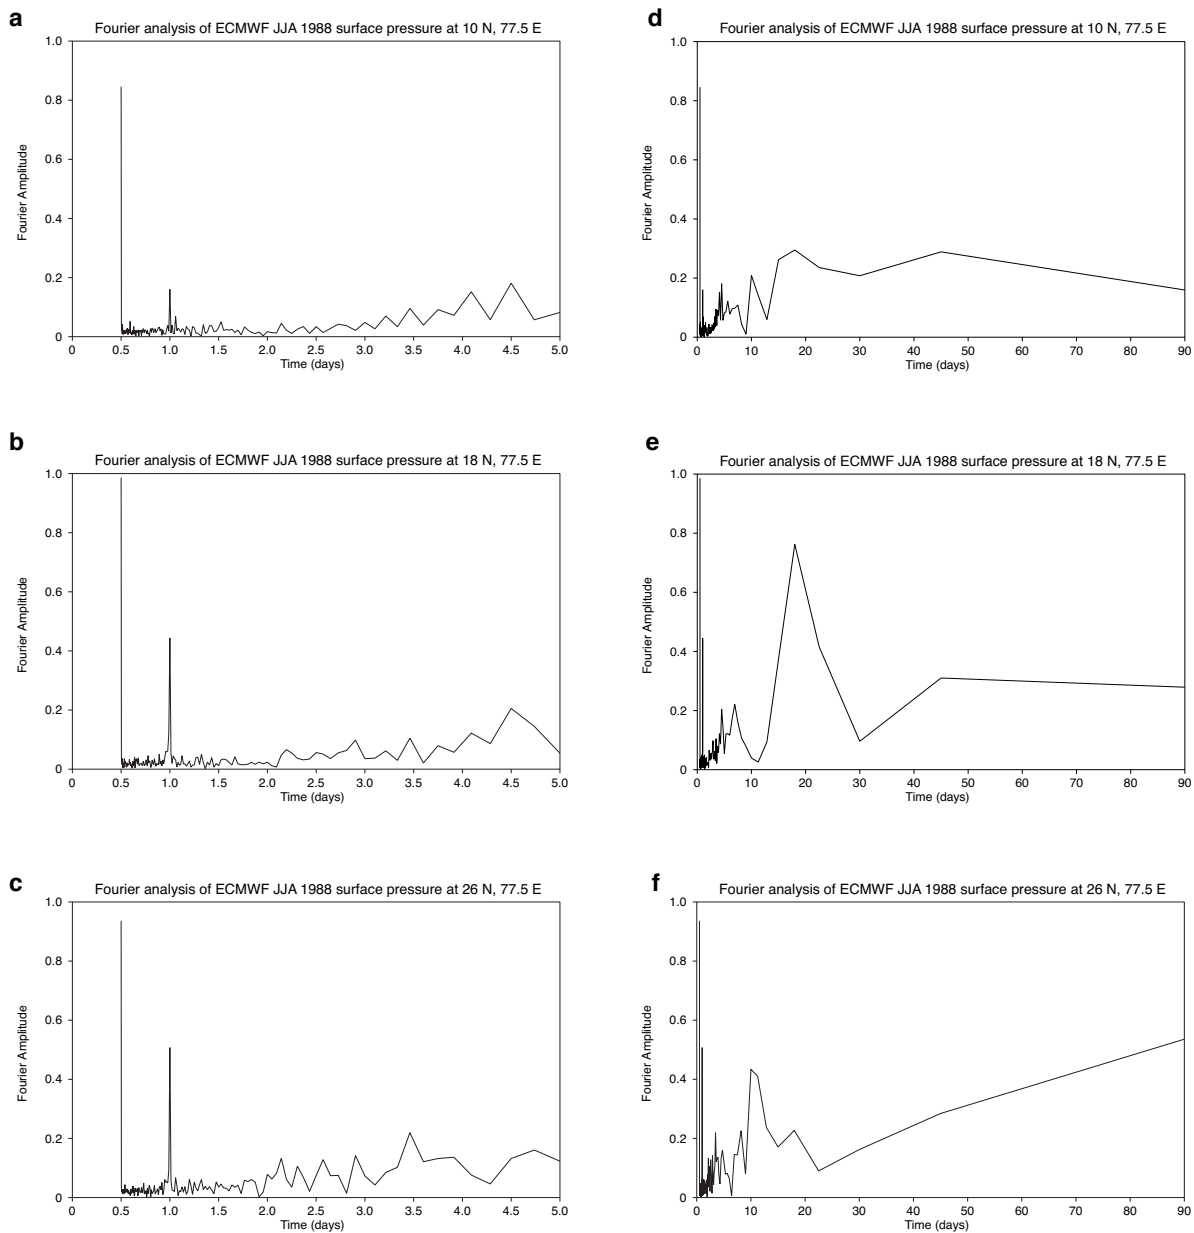 a
Fourier analysis of ECMWF JJA 1988 surface pressure at 10 N, 77.5 E
1.0
0.8
0.6
0.4
0.2
0
Fourier Amplitude
0 0.5 1.0 1.5 2.0 2.5 3.0 3.5 4.0 4.5 5.0
Time (days)
d
Fourier analysis of ECMWF JJA 1988 surface pressure at 10 N, 77.5 E
1.0
0.8
0.6
0.4
0.2
0
Fourier Amplitude
0 10 20 30 40 50 60 70 80 90
Time (days)
b
Fourier analysis of ECMWF JJA 1988 surface pressure at 18 N, 77.5 E
1.0
0.8
0.6
0.4
0.2
0
Fourier Amplitude
0 0.5 1.0 1.5 2.0 2.5 3.0 3.5 4.0 4.5 5.0
Time (days)
e
Fourier analysis of ECMWF JJA 1988 surface pressure at 18 N, 77.5 E
1.0
0.8
0.6
0.4
0.2
0
Fourier Amplitude
0 10 20 30 40 50 60 70 80 90
Time (days)
c
Fourier analysis of ECMWF JJA 1988 surface pressure at 26 N, 77.5 E
1.0
0.8
0.6
0.4
0.2
0
Fourier Amplitude
0 0.5 1.0 1.5 2.0 2.5 3.0 3.5 4.0 4.5 5.0
Time (days)
f
Fourier analysis of ECMWF JJA 1988 surface pressure at 26 N, 77.5 E
1.0
0.8
0.6
0.4
0.2
0
Fourier Amplitude
0 10 20 30 40 50 60 70 80 90
Time (days)